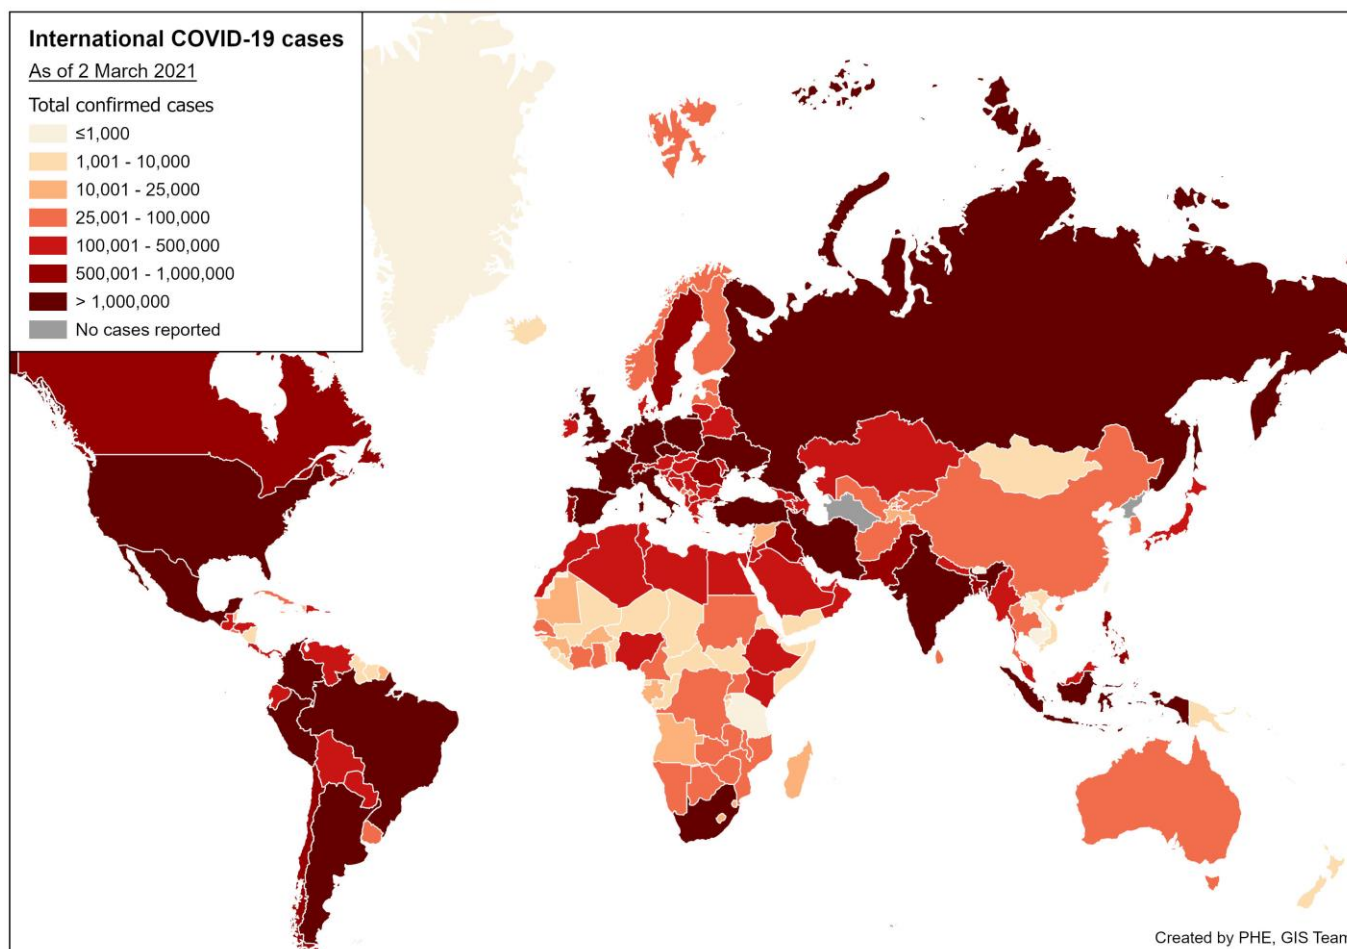 International COVID-19 cases
As of 2 March 2021
Total confirmed cases
≤1,000
1,001 - 10,000
10,001 - 25,000
25,001 - 100,000
100,001 - 500,000
500,001 - 1,000,000
> 1,000,000
No cases reported
Created by PHE, GIS Team